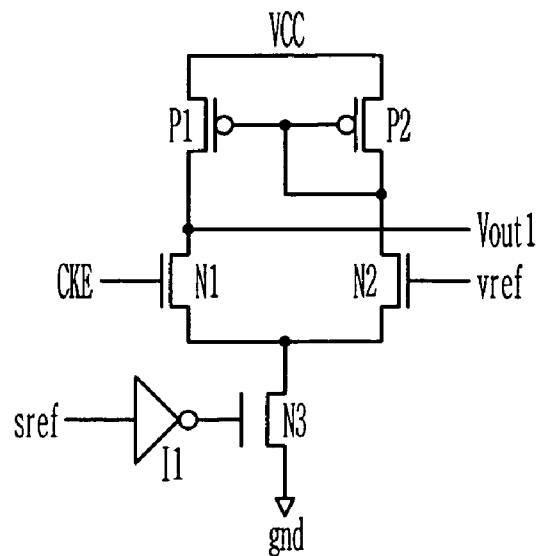 VCC
P1
P2
Vout1
CKE
N1
N2
vref
sref
I1
N3
gnd